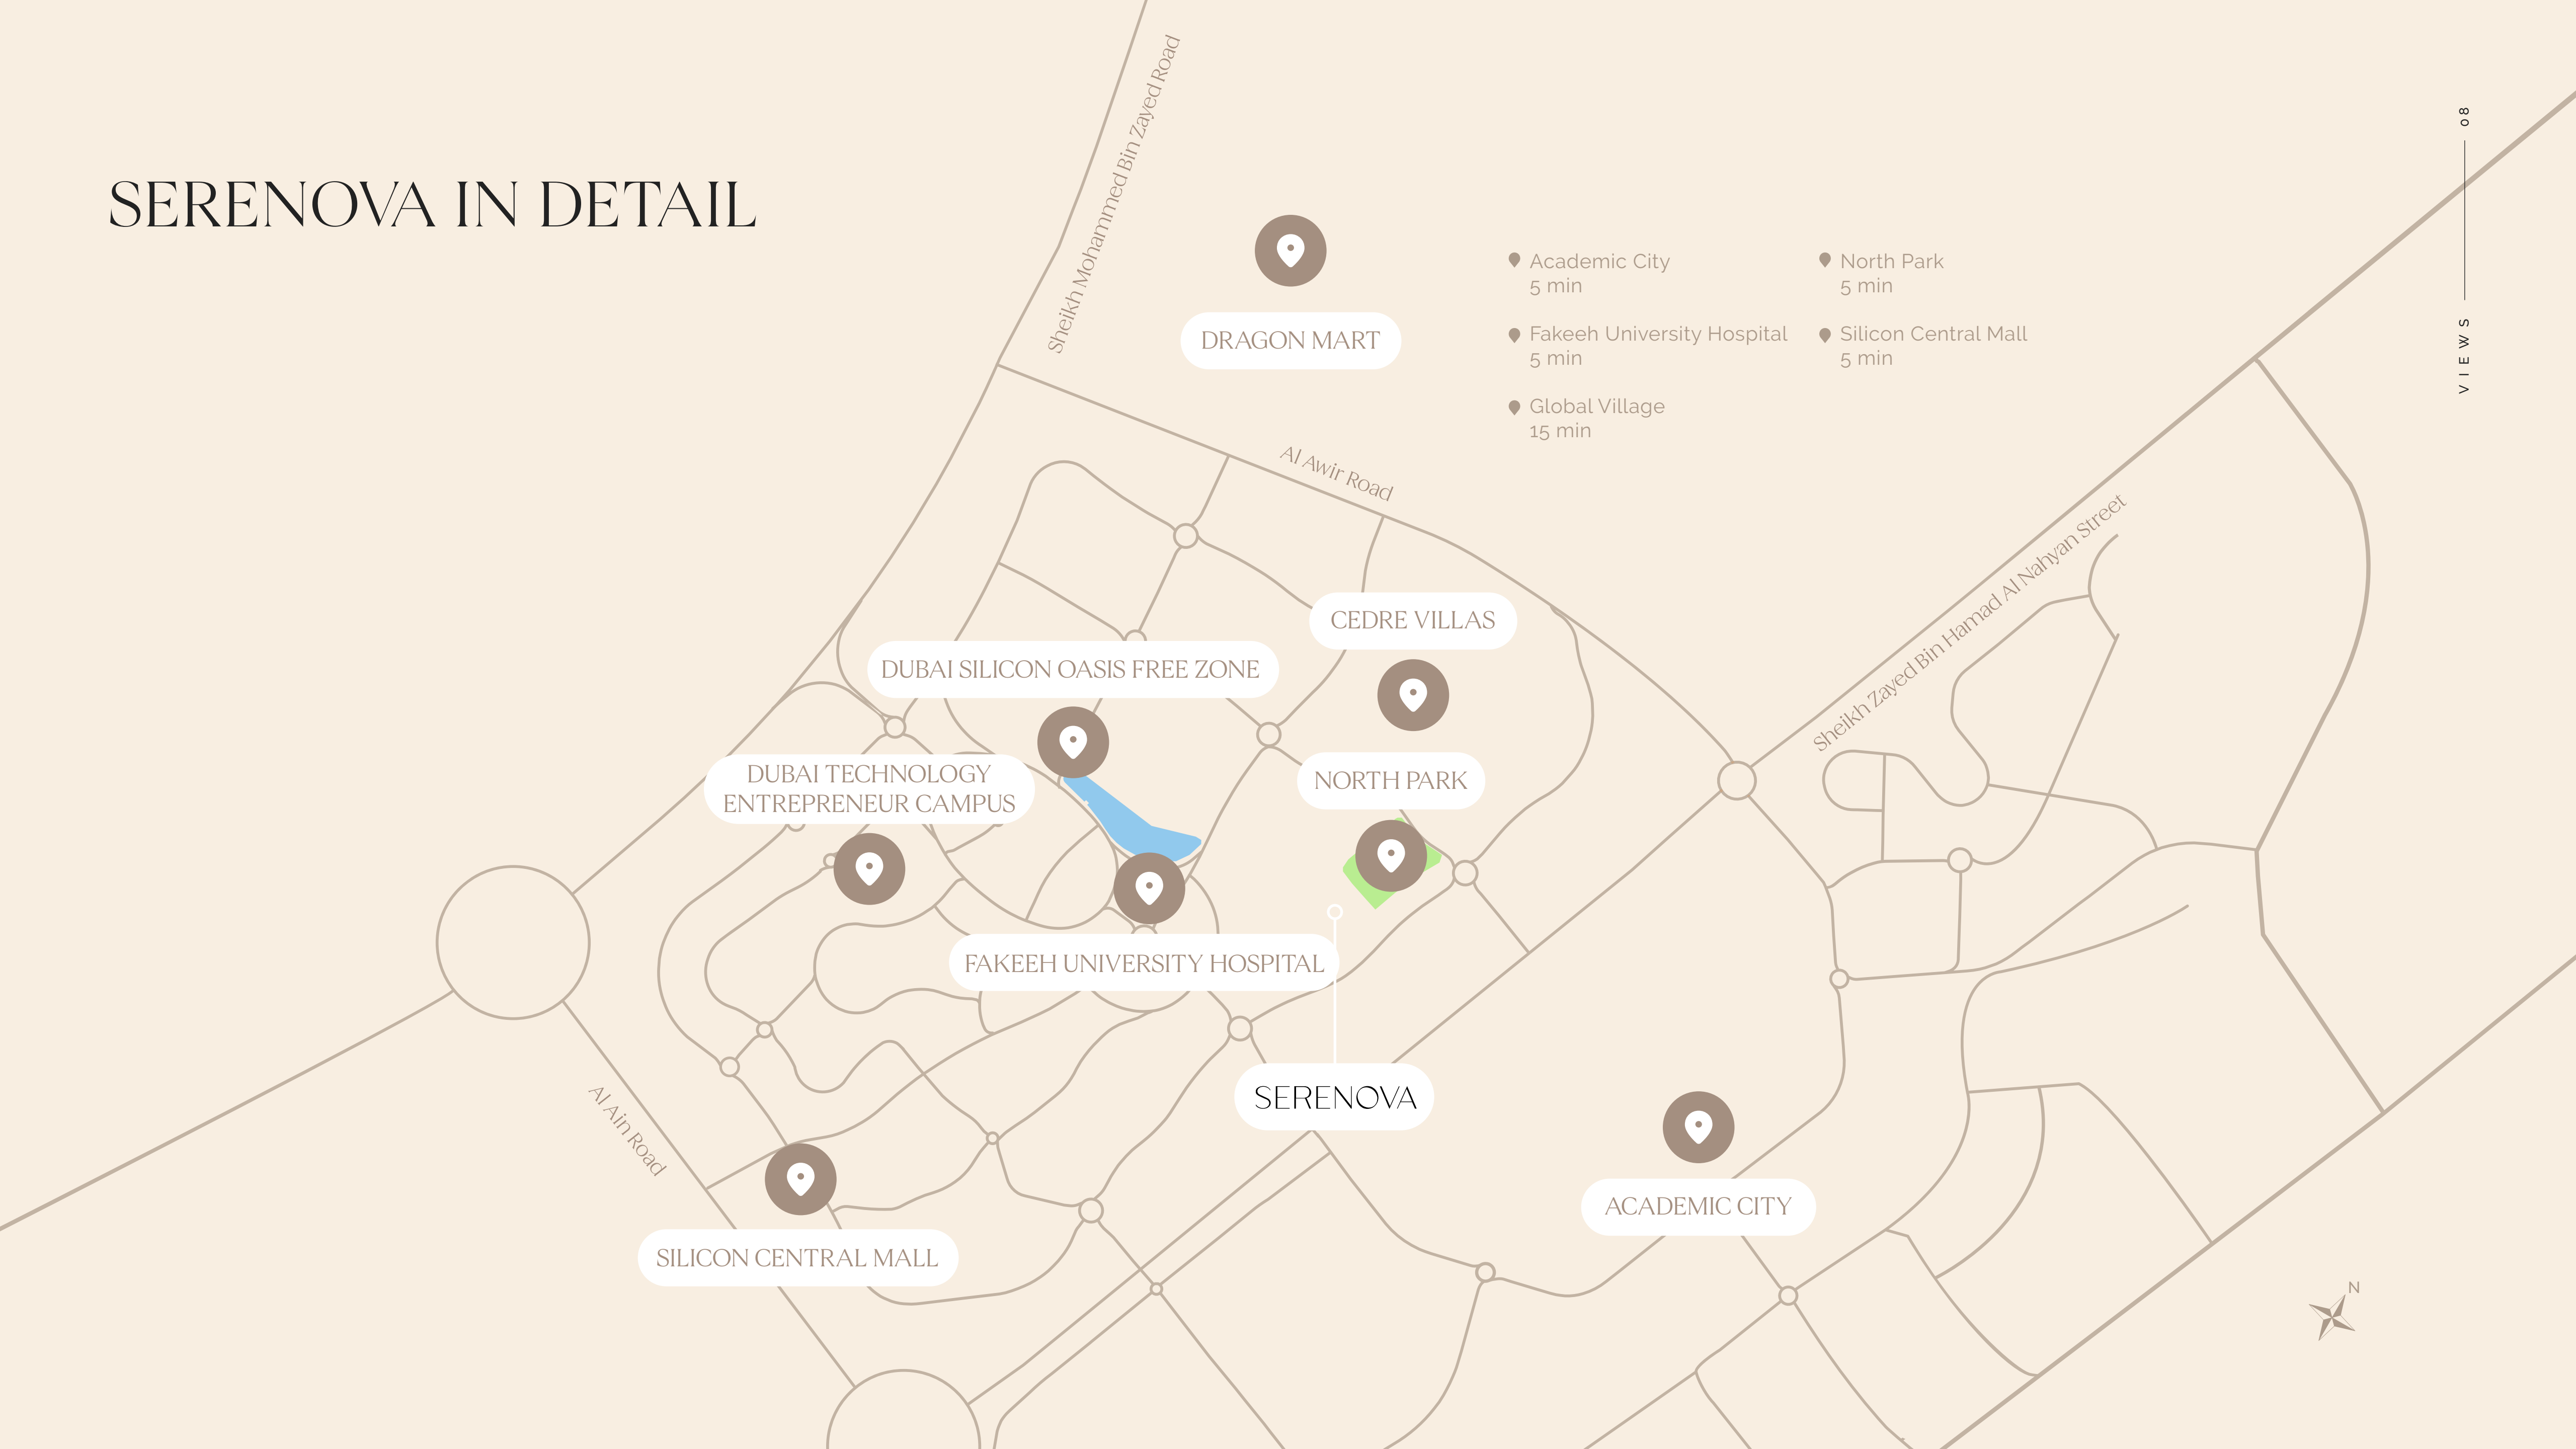 SERENOVA IN DETAIL
08
VIEWS
Sheikh Mohammed Bin Zayed Road
DRAGON MART
Academic City
5 min
Fakeeh University Hospital
5 min
Global Village
15 min
North Park
5 min
Silicon Central Mall
5 min
Al Awir Road
Sheikh Zayed Bin Hamad Al Nahyan Street
CEDRE VILLAS
DUBAI SILICON OASIS FREE ZONE
DUBAI TECHNOLOGY
ENTREPRENEUR CAMPUS
NORTH PARK
FAKEEH UNIVERSITY HOSPITAL
SERENOVA
Al Ain Road
ACADEMIC CITY
SILICON CENTRAL MALL
N